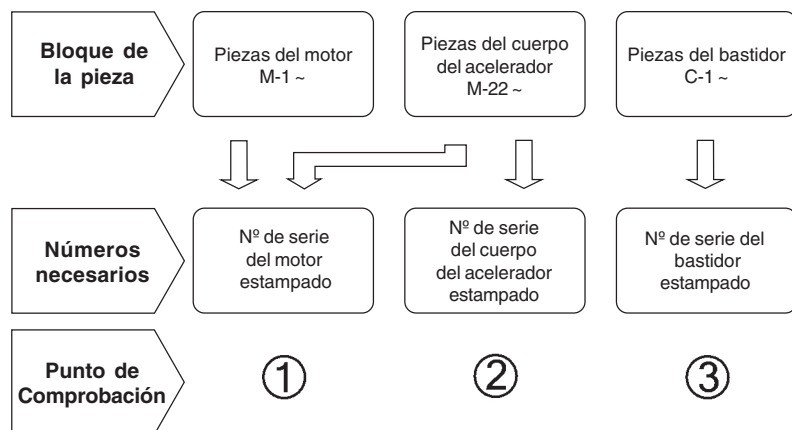 Bloque de
la pieza
Piezas del motor
M-1 ~
Piezas del cuerpo
del acelerador
M-22 ~
Piezas del bastidor
C-1 ~
Números
necesarios
Nº de serie
del motor
estampado
Nº de serie
del cuerpo
del acelerador
estampado
Nº de serie del
bastidor
estampado
Punto de
Comprobación
①
②
③